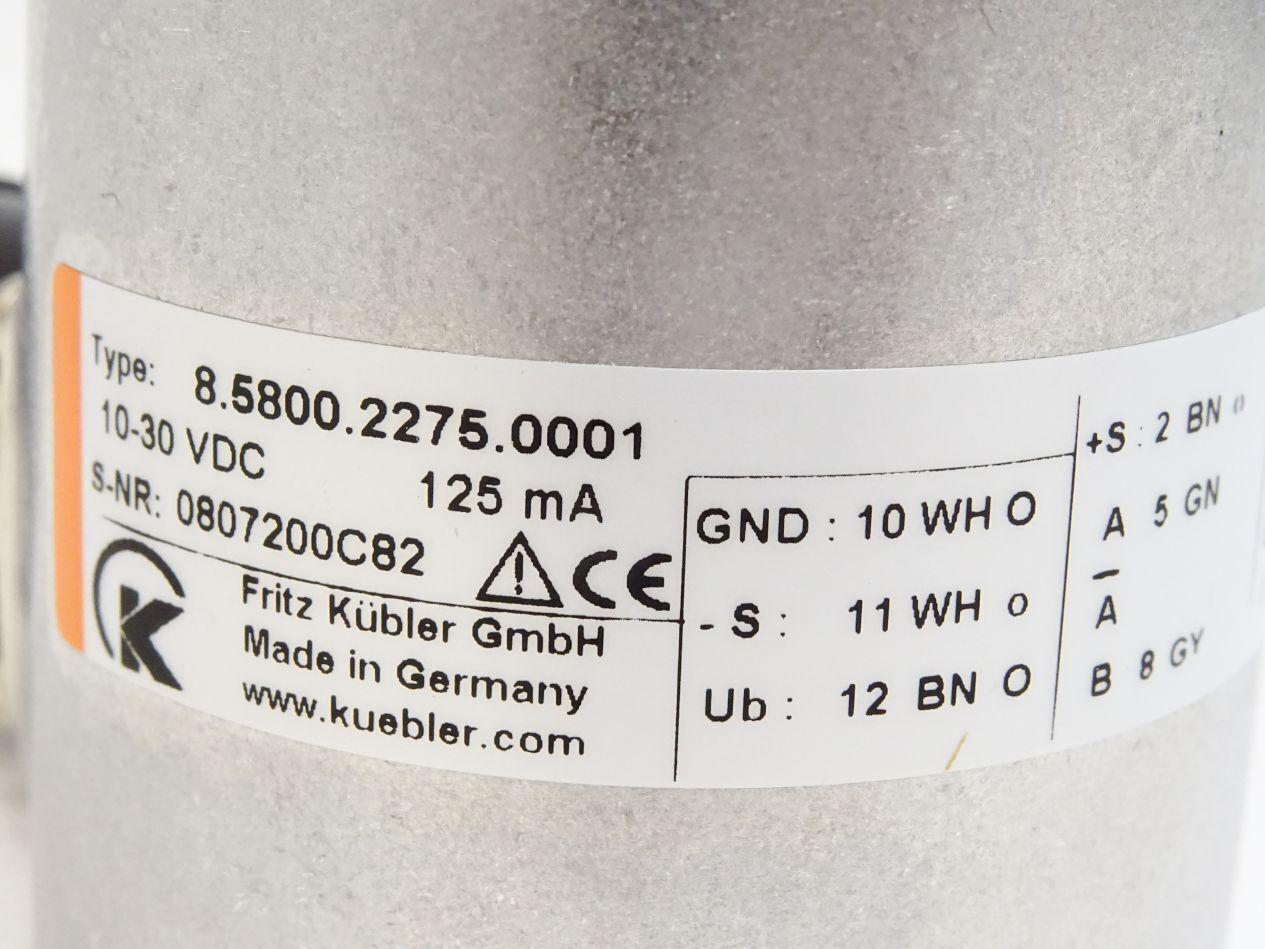 Type: 8.5800.2275.0001
10-30 VDC 125 mA
S-NR: 0807200C82
CE
K
Fritz Kübler GmbH
Made in Germany
www.kuebler.com
GND : 10 WH O
- S : 11 WH o
Ub : 12 BN O
+S : 2 BN o
A 5 GN
A̅
B 8 GY